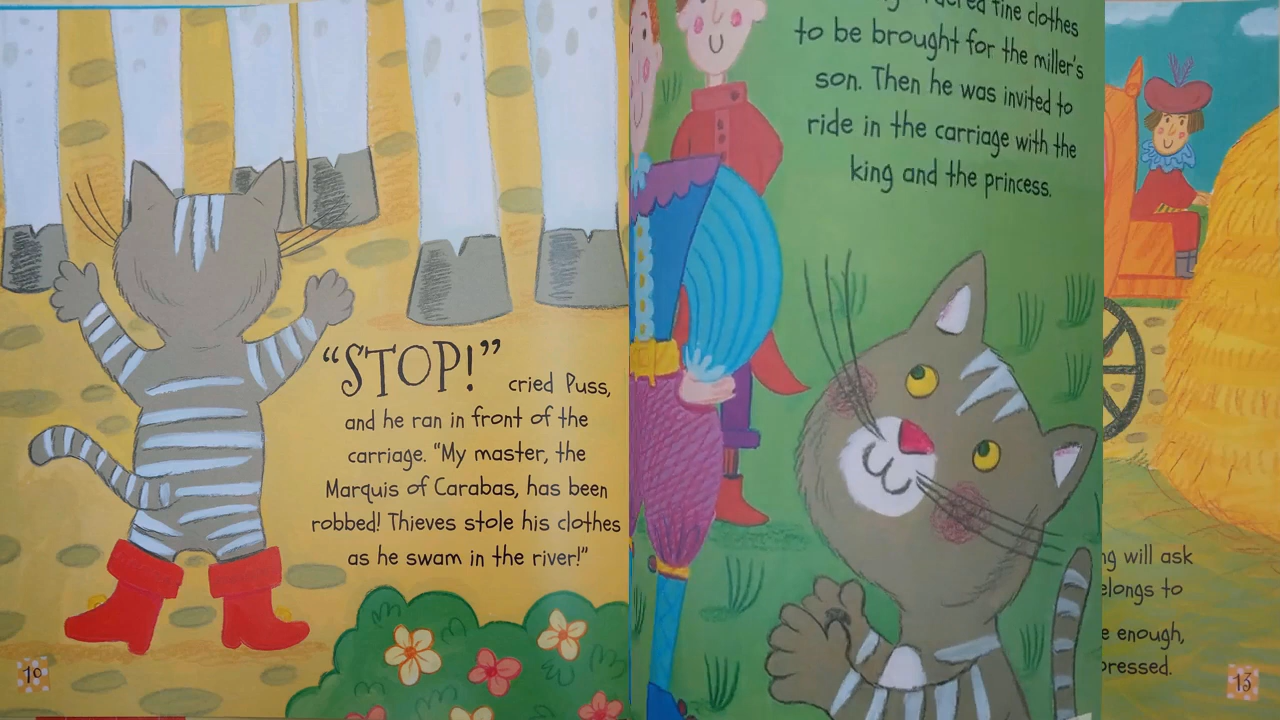 “STOP!” cried Puss,
and he ran in front of the
carriage. “My master, the
Marquis of Carabas, has been
robbed! Thieves stole his clothes
as he swam in the river!”
10
fine clothes
to be brought for the miller's
son. Then he was invited to
ride in the carriage with the
king and the princess.
will ask
to
enough,
13